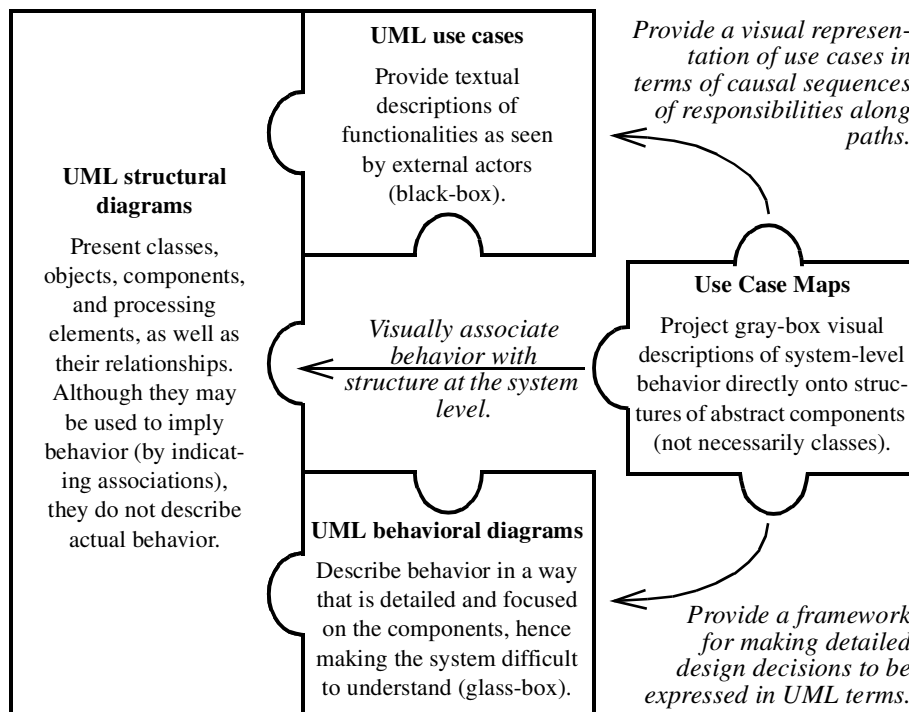 UML structural
diagrams
Present classes,
objects, components,
and processing
elements, as well as
their relationships.
Although they may
be used to imply
behavior (by indicat-
ing associations),
they do not describe
actual behavior.
UML use cases
Provide textual
descriptions of
functionalities as seen
by external actors
(black-box).
Provide a visual represen-
tation of use cases in
terms of causal sequences
of responsibilities along
paths.
Visually associate
behavior with
structure at the system
level.
Use Case Maps
Project gray-box visual
descriptions of system-level
behavior directly onto struc-
tures of abstract components
(not necessarily classes).
UML behavioral diagrams
Describe behavior in a way
that is detailed and focused
on the components, hence
making the system difficult
to understand (glass-box).
Provide a framework
for making detailed
design decisions to be
expressed in UML terms.